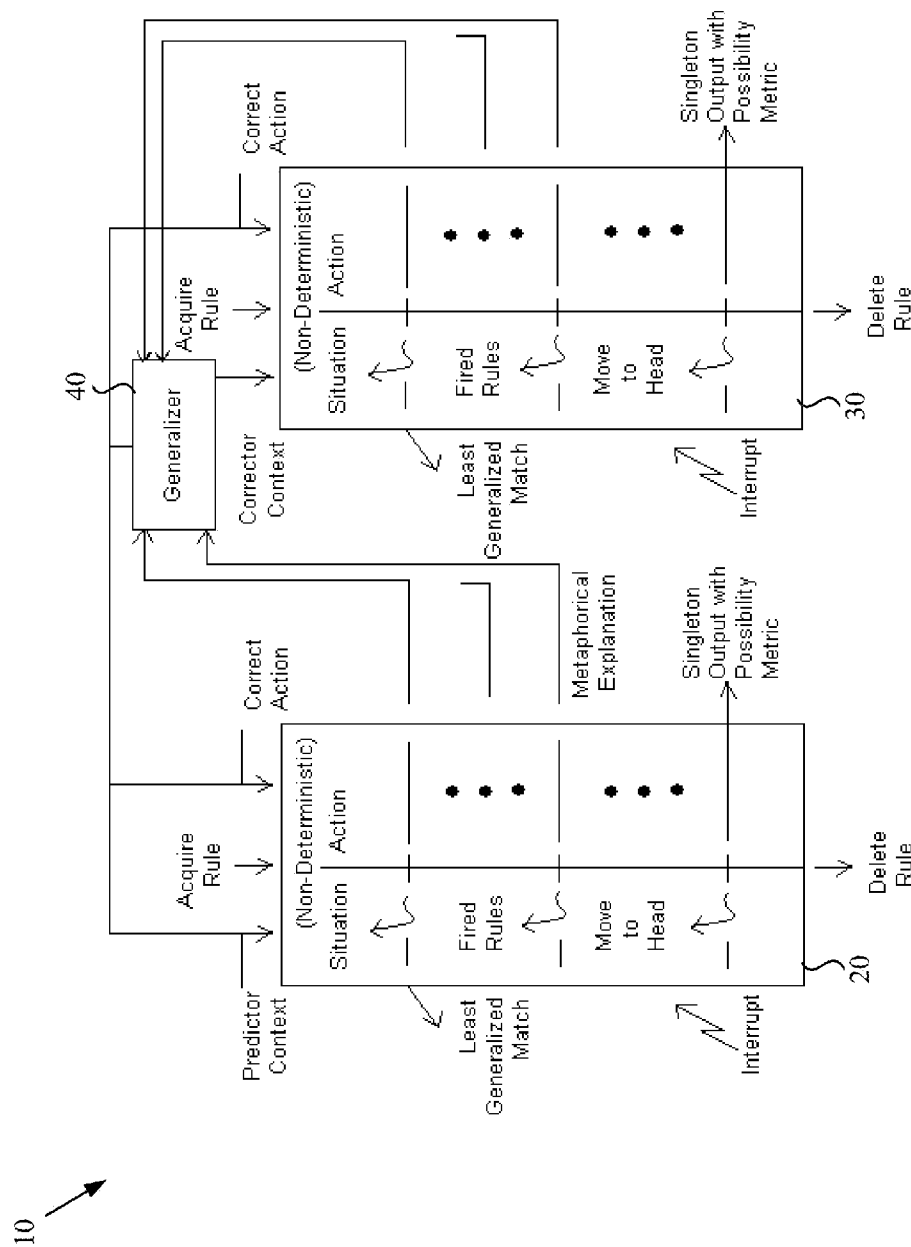 10
Predictor
Context
Acquire
Rule
Correct
Action
(Non-Deterministic)
Situation
Action
Least
Generalized
Match
Fired
Rules
Move
to
Head
Interrupt
20
Delete
Rule
Singleton
Output with
Possibility
Metric
Metaphorical
Explanation
40
Generalizer
Corrector
Context
Acquire
Rule
Correct
Action
(Non-Deterministic)
Situation
Action
Least
Generalized
Match
Fired
Rules
Move
to
Head
Interrupt
30
Delete
Rule
Singleton
Output with
Possibility
Metric